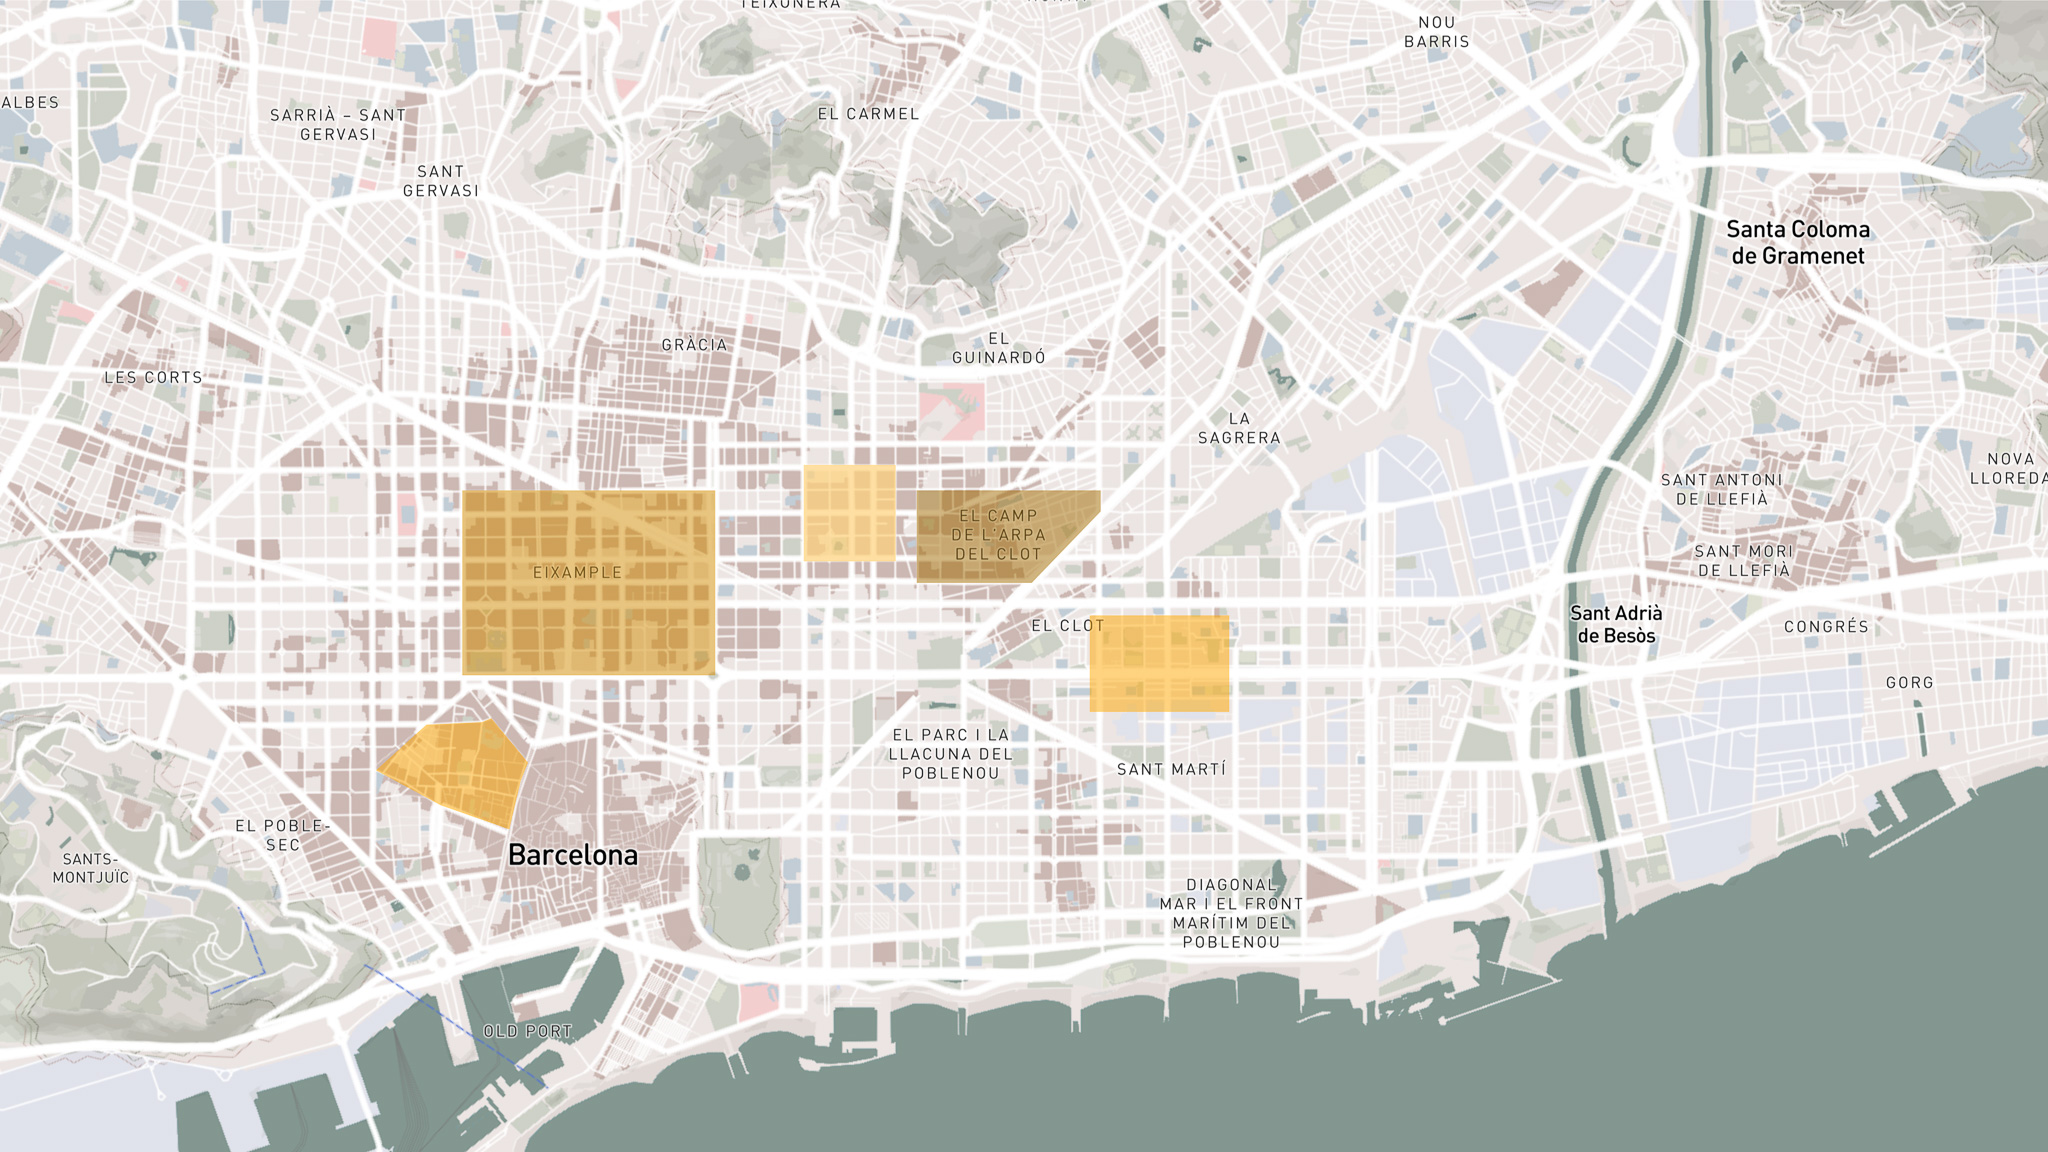 TEIXONERA
NOU
BARRIS
ALBES
SARRIÀ – SANT
GERVASI
EL CARMEL
SANT
GERVASI
Santa Coloma
de Gramenet
GRÀCIA
EL
GUINARDÓ
LES CORTS
LA
SAGRERA
NOVA
LLOREDA
SANT ANTONI
DE LLEFIÀ
EL CAMP
DE L'ARPA
DEL CLOT
SANT MORI
DE LLEFIÀ
EIXAMPLE
EL CLOT
Sant Adrià
de Besòs
CONGRÉS
GORG
EL PARC I LA
LLACUNA DEL
POBLENOU
SANT MARTÍ
EL POBLE-
SEC
Barcelona
SANTS-
MONTJUÏC
DIAGONAL
MAR I EL FRONT
MARÍTIM DEL
POBLENOU
OLD PORT